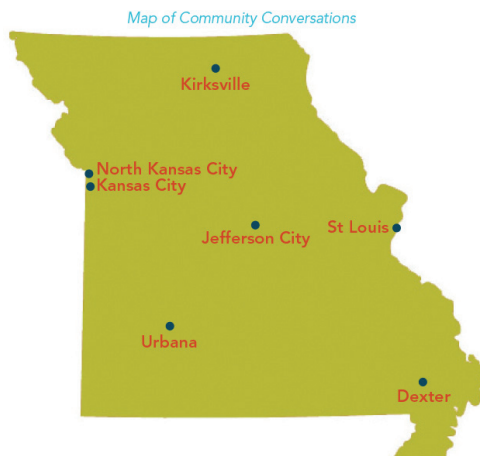 Map of Community Conversations
Kirksville
North Kansas City
Kansas City
St Louis
Jefferson City
Urbana
Dexter